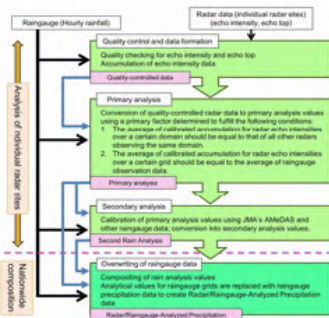 Raingauge (Hourly rainfall)
Radar data (individual radar sites)
(echo intensity, echo top)
Analysis of individual radar sites
Quality control and data formation
Quality checking for echo intensity and echo top
Accumulation of echo intensity data
Quality-controlled data
Primary analysis
Conversion of quality-controlled radar data to primary analysis values
using a primary factor determined to fulfill the following conditions:
1. The average of calibrated accumulation for radar echo intensities
over a certain domain should be equal to that of all other radars
observing the same domain.
2. The average of calibrated accumulation for radar echo intensities
over a certain grid should be equal to the average of raingauge
observation data.
Primary analysis
Secondary analysis
Calibration of primary analysis values using JMA's AMeDAS and
other raingauge data; conversion into secondary analysis values.
Second Rain Analysis
Nationwide
composition
Overwriting of raingauge data
Compositing of rain analysis values
Analytical values for raingauge grids are replaced with raingauge
precipitation data to create Radar/Raingauge-Analyzed Precipitation
data
Radar/Raingauge-Analyzed Precipitation